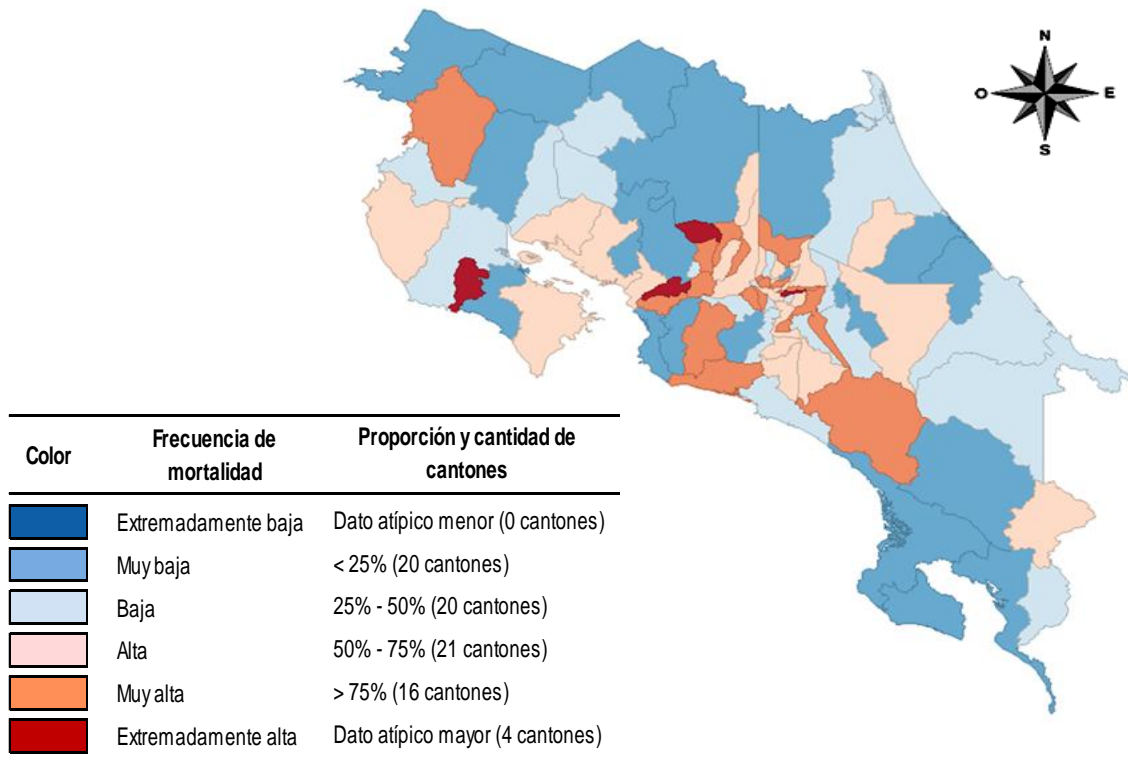 N
O
E
S
Color
Frecuencia de
mortalidad
Proporción y cantidad de
cantones
Extremadamente baja
Dato atípico menor (0 cantones)
Muy baja
< 25% (20 cantones)
Baja
25% - 50% (20 cantones)
Alta
50% - 75% (21 cantones)
Muy alta
> 75% (16 cantones)
Extremadamente alta
Dato atípico mayor (4 cantones)